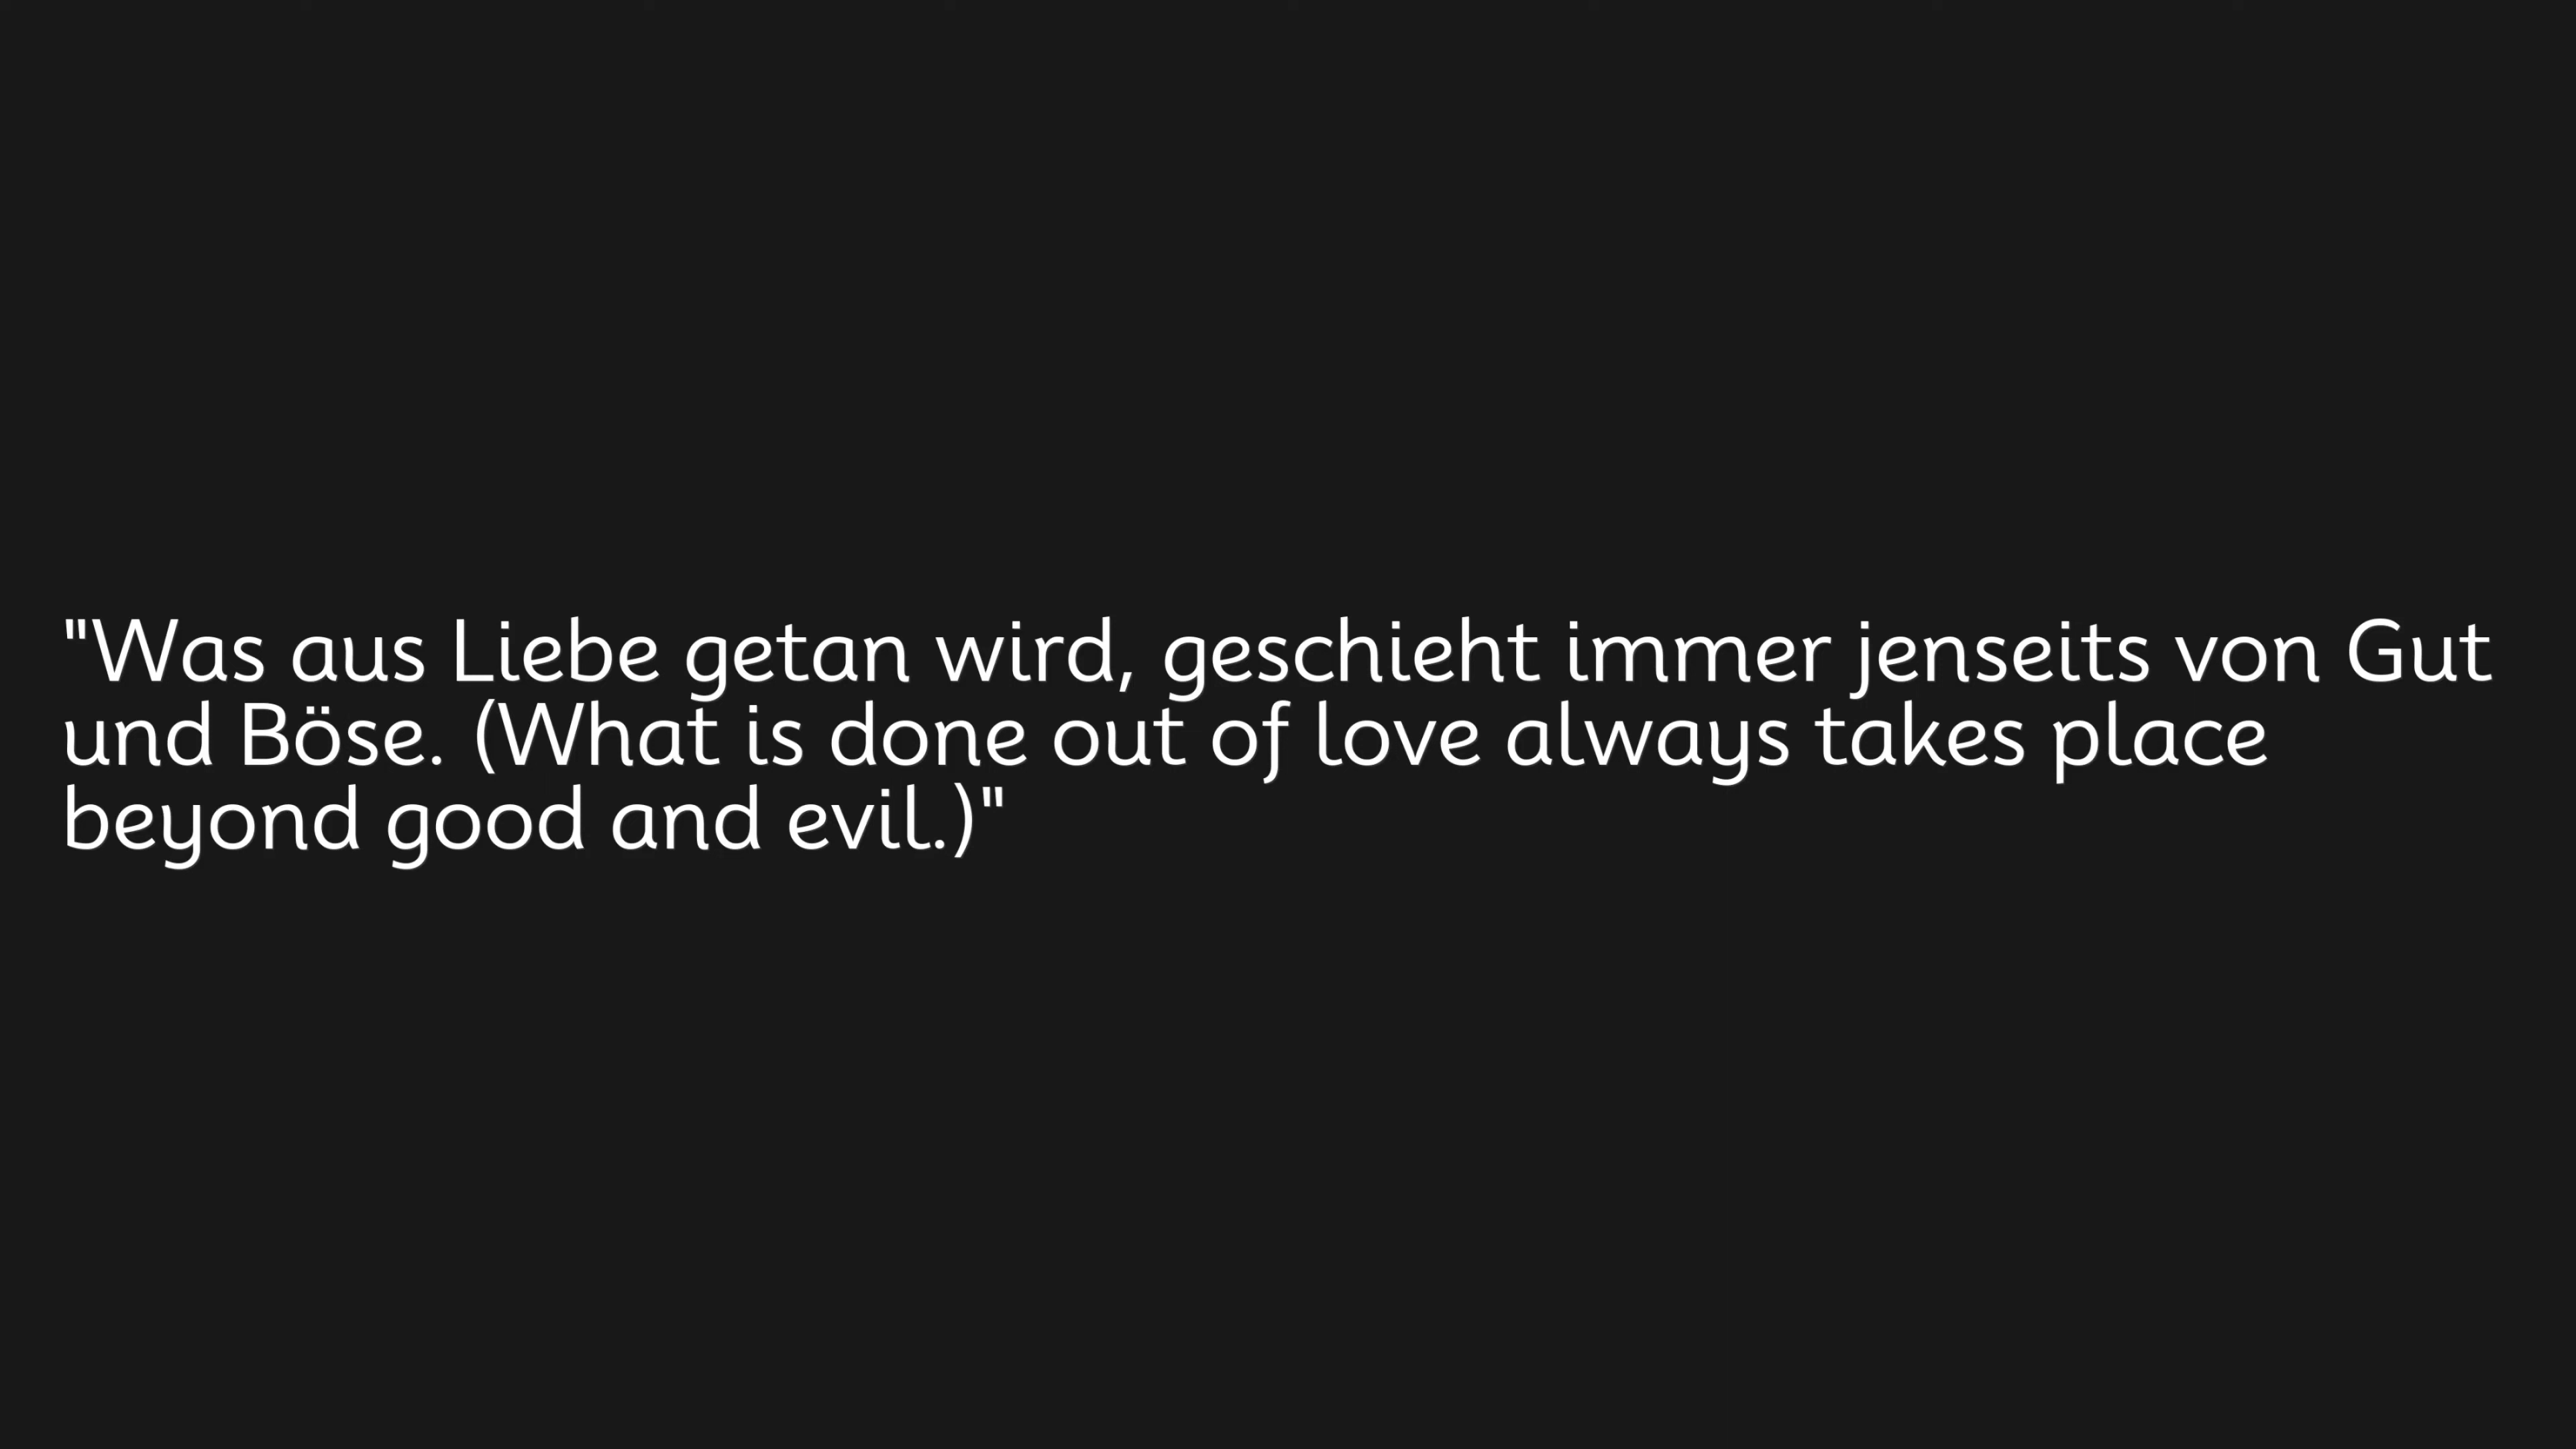 "Was aus Liebe getan wird, geschieht immer jenseits von Gut
und Böse. (What is done out of love always takes place
beyond good and evil.)"